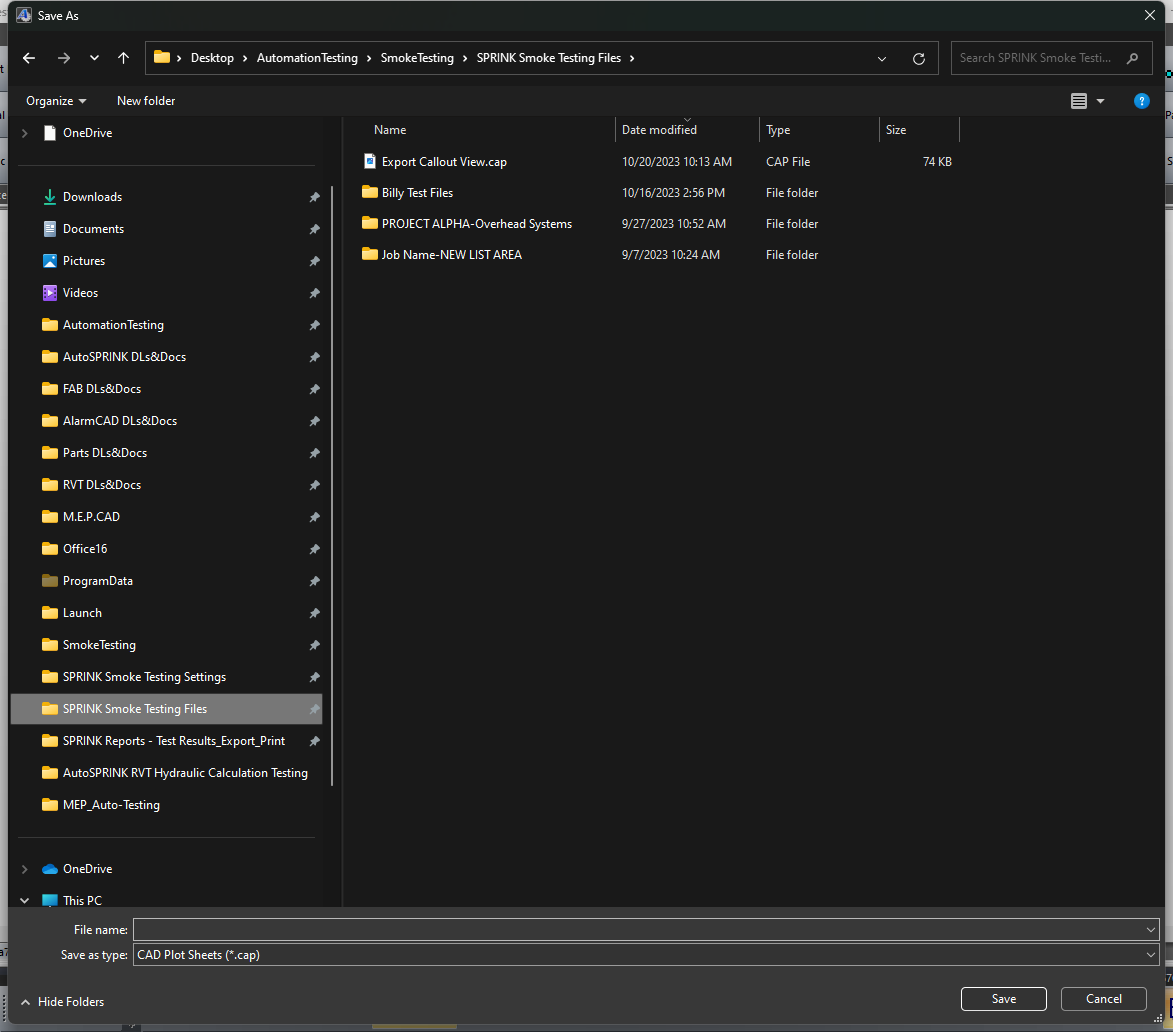 Save As
Desktop AutomationTesting SmokeTesting SPRINK Smoke Testing Files
Search SPRINK Smoke Testi...
Organize New folder
?
OneDrive
Downloads
Documents
Pictures
Videos
AutomationTesting
AutoSPRINK DLs&Docs
FAB DLs&Docs
AlarmCAD DLs&Docs
Parts DLs&Docs
RVT DLs&Docs
M.E.P.CAD
Office16
ProgramData
Launch
SmokeTesting
SPRINK Smoke Testing Settings
SPRINK Smoke Testing Files
SPRINK Reports - Test Results_Export_Print
AutoSPRINK RVT Hydraulic Calculation Testing
MEP_Auto-Testing
OneDrive
This PC
Name Date modified Type Size
Export Callout View.cap 10/20/2023 10:13 AM CAP File 74 KB
Billy Test Files 10/16/2023 2:56 PM File folder
PROJECT ALPHA-Overhead Systems 9/27/2023 10:52 AM File folder
Job Name-NEW LIST AREA 9/7/2023 10:24 AM File folder
File name:
Save as type: CAD Plot Sheets (*.cap)
Hide Folders
Save Cancel